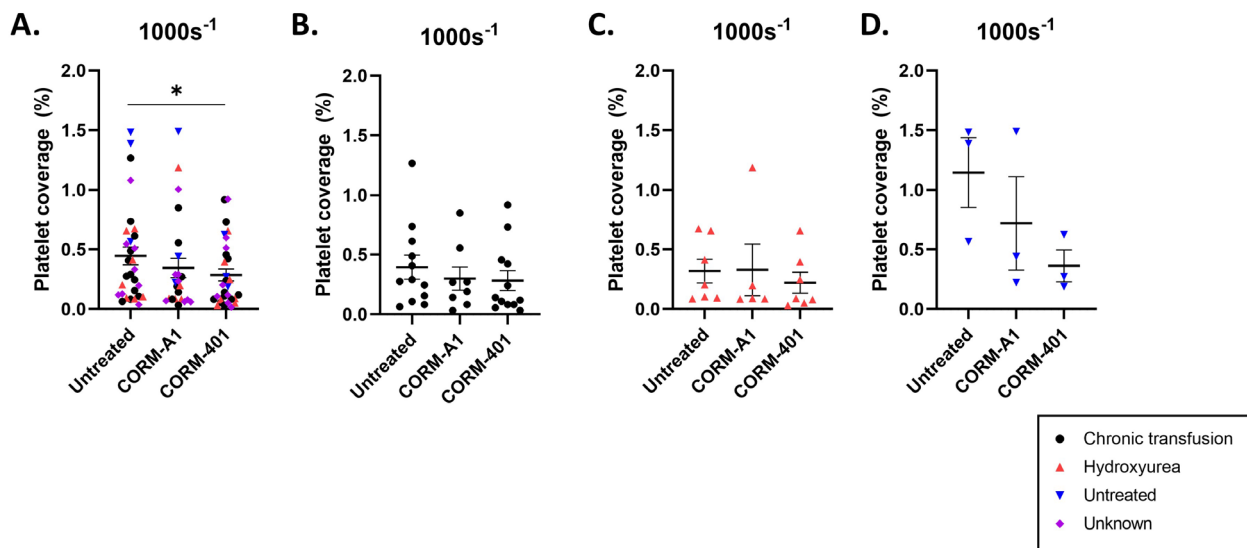 A.
1000s⁻¹
Platelet coverage (%)
2.0
1.5
1.0
0.5
0.0
*
Untreated
CORM-A1
CORM-401
B.
1000s⁻¹
Platelet coverage (%)
2.0
1.5
1.0
0.5
0.0
Untreated
CORM-A1
CORM-401
C.
1000s⁻¹
Platelet coverage (%)
2.0
1.5
1.0
0.5
0.0
Untreated
CORM-A1
CORM-401
D.
1000s⁻¹
Platelet coverage (%)
2.0
1.5
1.0
0.5
0.0
Untreated
CORM-A1
CORM-401
Chronic transfusion
Hydroxyurea
Untreated
Unknown